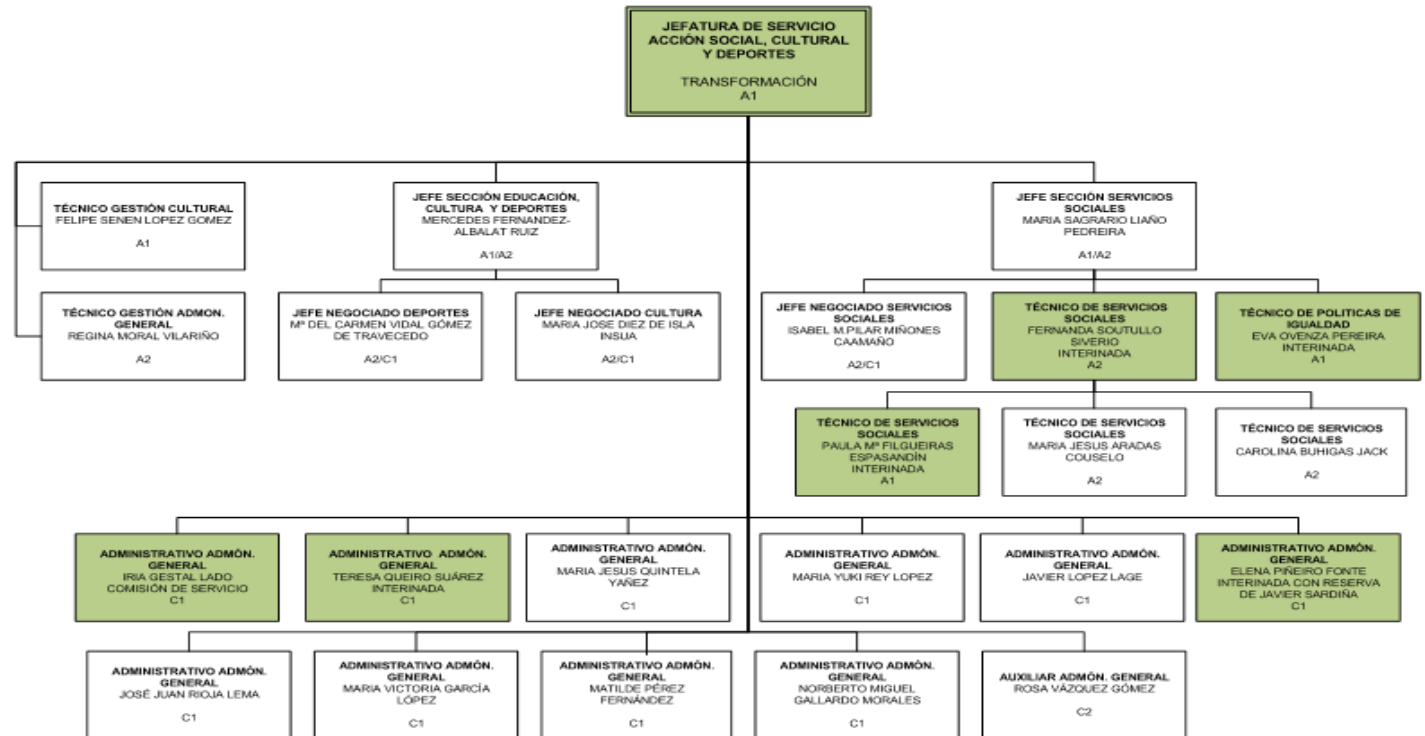 JEFATURA DE SERVICIO
ACCIÓN SOCIAL, CULTURAL
Y DEPORTES
TRANSFORMACIÓN
A1
TÉCNICO GESTIÓN CULTURAL
FELIPE SENEN LOPEZ GOMEZ
A1
JEFE SECCIÓN EDUCACIÓN,
CULTURA Y DEPORTES
MERCEDES FERNANDEZ-
ALBALAT RUIZ
A1/A2
JEFE SECCIÓN SERVICIOS
SOCIALES
MARIA SAGRARIO LIAÑO
PEDREIRA
A1/A2
TÉCNICO GESTIÓN ADMON.
GENERAL
REGINA MORAL VILARIÑO
A2
JEFE NEGOCIADO DEPORTES
Mª DEL CARMEN VIDAL GÓMEZ
DE TRAVECEDO
A2/C1
JEFE NEGOCIADO CULTURA
MARIA JOSE DIEZ DE ISLA
INSUA
A2/C1
JEFE NEGOCIADO SERVICIOS
SOCIALES
ISABEL M.PILAR MIÑONES
CAAMAÑO
A2/C1
TÉCNICO DE SERVICIOS
SOCIALES
FERNANDA SOUTULLO
SIVERIO
INTERINADA
A2
TÉCNICO DE POLITICAS DE
IGUALDAD
EVA OVENZA PEREIRA
INTERINADA
A1
TÉCNICO DE SERVICIOS
SOCIALES
PAULA Mª FILGUEIRAS
ESPASANDÍN
INTERINADA
A1
TÉCNICO DE SERVICIOS
SOCIALES
MARIA JESUS ARADAS
COUSELO
A2
TÉCNICO DE SERVICIOS
SOCIALES
CAROLINA BUHIGAS JACK
A2
ADMINISTRATIVO ADMÓN.
GENERAL
IRIA GESTAL LADO
COMISIÓN DE SERVICIO
C1
ADMINISTRATIVO ADMÓN.
GENERAL
TERESA QUEIRO SUÁREZ
INTERINADA
C1
ADMINISTRATIVO ADMÓN.
GENERAL
MARIA JESUS QUINTELA
YAÑEZ
C1
ADMINISTRATIVO ADMÓN.
GENERAL
MARIA YUKI REY LOPEZ
C1
ADMINISTRATIVO ADMÓN.
GENERAL
JAVIER LOPEZ LAGE
C1
ADMINISTRATIVO ADMÓN.
GENERAL
ELENA PIÑEIRO FONTE
INTERINADA CON RESERVA
DE JAVIER SARDIÑA
C1
ADMINISTRATIVO ADMÓN.
GENERAL
JOSÉ JUAN RIOJA LEMA
C1
ADMINISTRATIVO ADMÓN.
GENERAL
MARIA VICTORIA GARCÍA
LÓPEZ
C1
ADMINISTRATIVO ADMÓN.
GENERAL
MATILDE PÉREZ
FERNÁNDEZ
C1
ADMINISTRATIVO ADMÓN.
GENERAL
NORBERTO MIGUEL
GALLARDO MORALES
C1
AUXILIAR ADMÓN. GENERAL
ROSA VÁZQUEZ GÓMEZ
C2